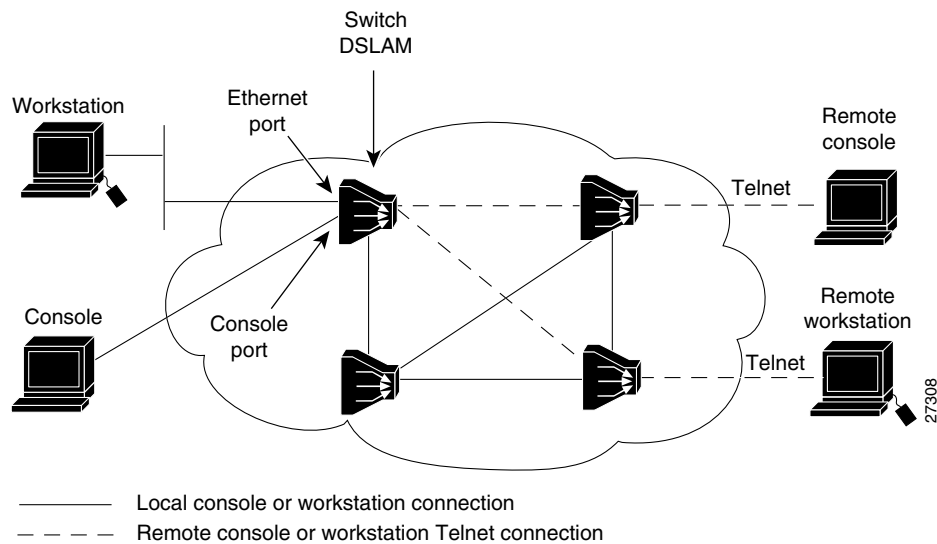 Switch
DSLAM
Workstation
Ethernet
port
Remote
console
Telnet
Console
Console
port
Remote
workstation
Telnet
27308
Local console or workstation connection
Remote console or workstation Telnet connection